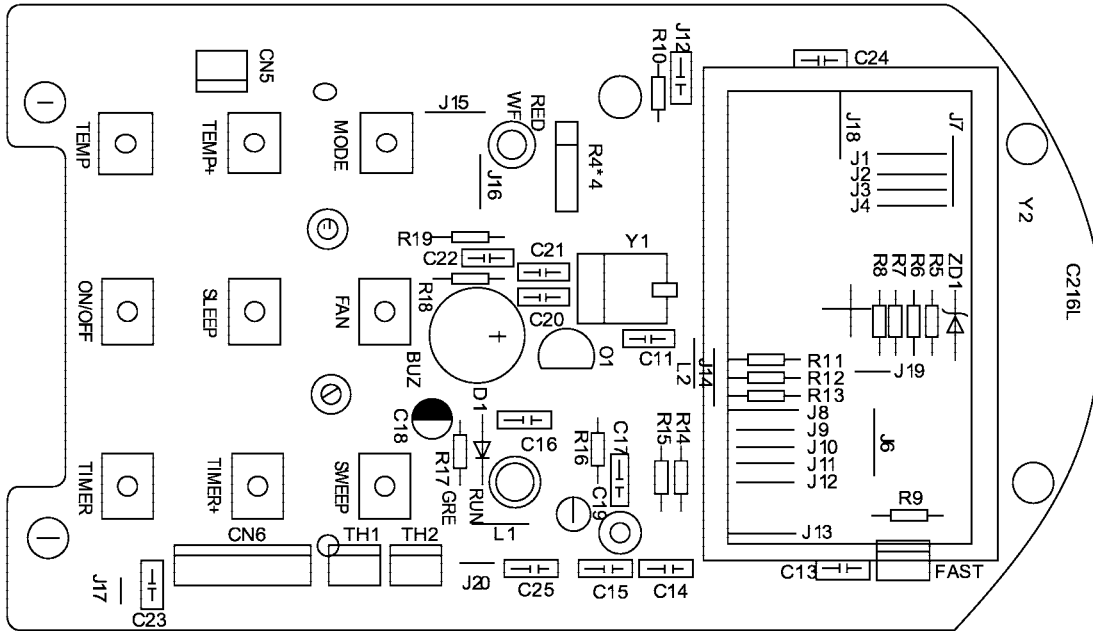 CN5
TEMP
TEMP+
MODE
J15
RED
WF
J16
R4*4
R10
J12
C24
J18
J7
J1
J2
J3
J4
Y2
C216L
R19
C22
C21
Y1
R18
C20
O1
C11
ON/OFF
SLEEP
FAN
BUZ
L2
J14
R8
R7
R6
R5
ZD1
R11
R12
R13
J19
J8
J9
J10
J11
J12
J6
D1
C18
C16
R17
GRE
RUN
R16
C17
C19
R15
R14
L1
R9
J13
TIMER
TIMER+
SWEEP
CN6
TH1
TH2
J17
C23
J20
C25
C15
C14
C13
FAST